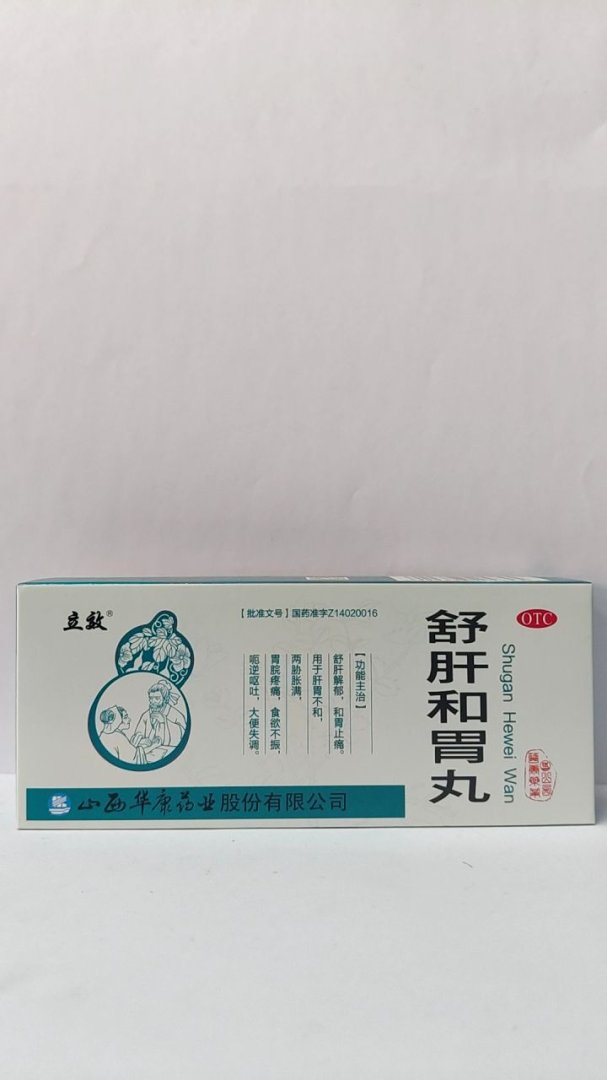 立效®
【批准文号】国药准字Z14020016
【功能主治】
舒肝解郁，和胃止痛。
用于肝胃不和，
两胁胀满，
胃脘疼痛，食欲不振，
呃逆呕吐，大便失调。
舒肝和胃丸
Shugan Hewei Wan
OTC
山西华康药业股份有限公司